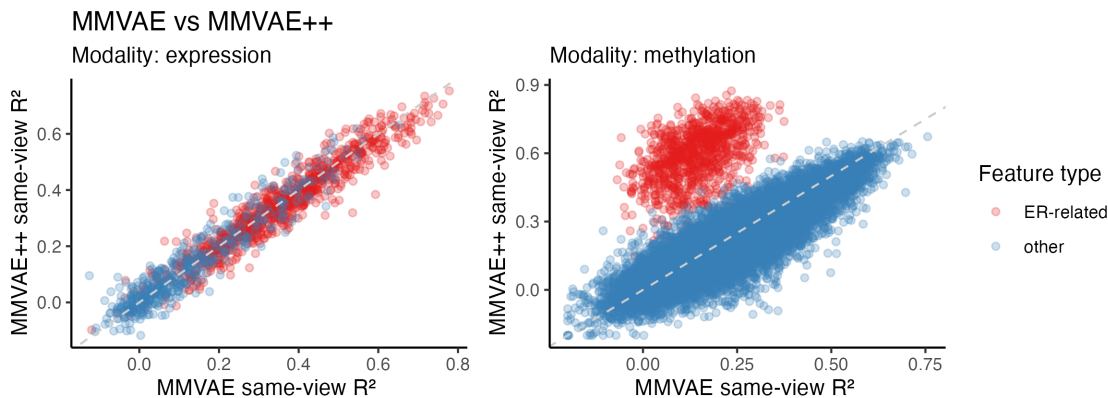 MMVAE vs MMVAE++
Modality: expression
MMVAE++ same-view R²
0.6
0.4
0.2
0.0
0.0 0.2 0.4 0.6 0.8
MMVAE same-view R²
Modality: methylation
MMVAE++ same-view R²
0.9
0.6
0.3
0.0
0.00 0.25 0.50 0.75
MMVAE same-view R²
Feature type
ER-related
other